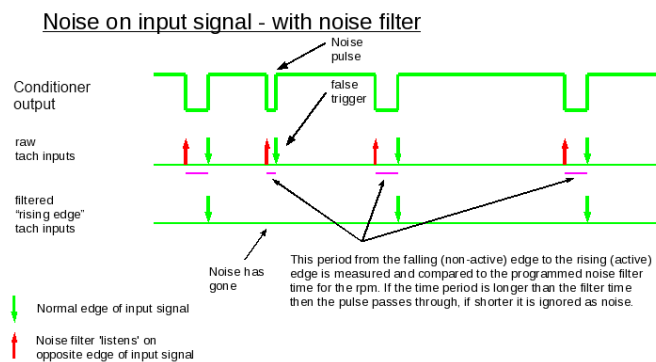 Noise on input signal - with noise filter
Noise
pulse
Conditioner
output
false
trigger
raw
tach inputs
filtered
"rising edge"
tach inputs
Noise has
gone
This period from the falling (non-active) edge to the rising (active)
edge is measured and compared to the programmed noise filter
time for the rpm. If the time period is longer than the filter time
then the pulse passes through, if shorter it is ignored as noise.
Normal edge of input signal
Noise filter 'listens' on
opposite edge of input signal